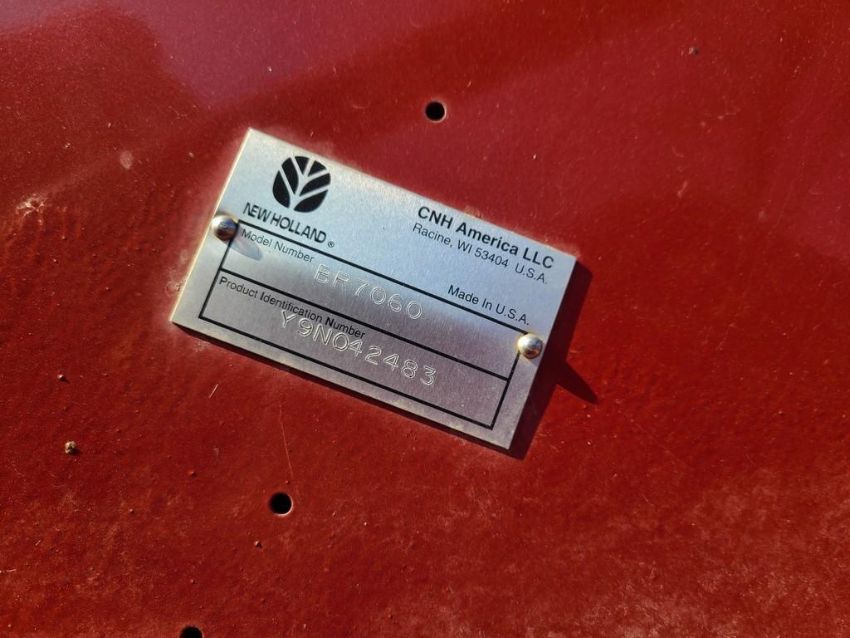 NEW HOLLAND®
CNH America LLC
Racine, WI 53404 U.S.A.
Model Number
BR7060
Made In U.S.A.
Product Identification Number
Y9N042483